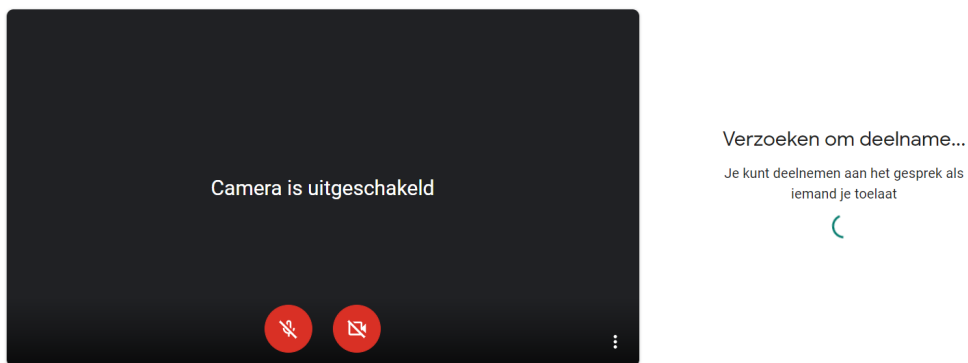 Camera is uitgeschakeld
Verzoeken om deelname...
Je kunt deelnemen aan het gesprek als
iemand je toelaat